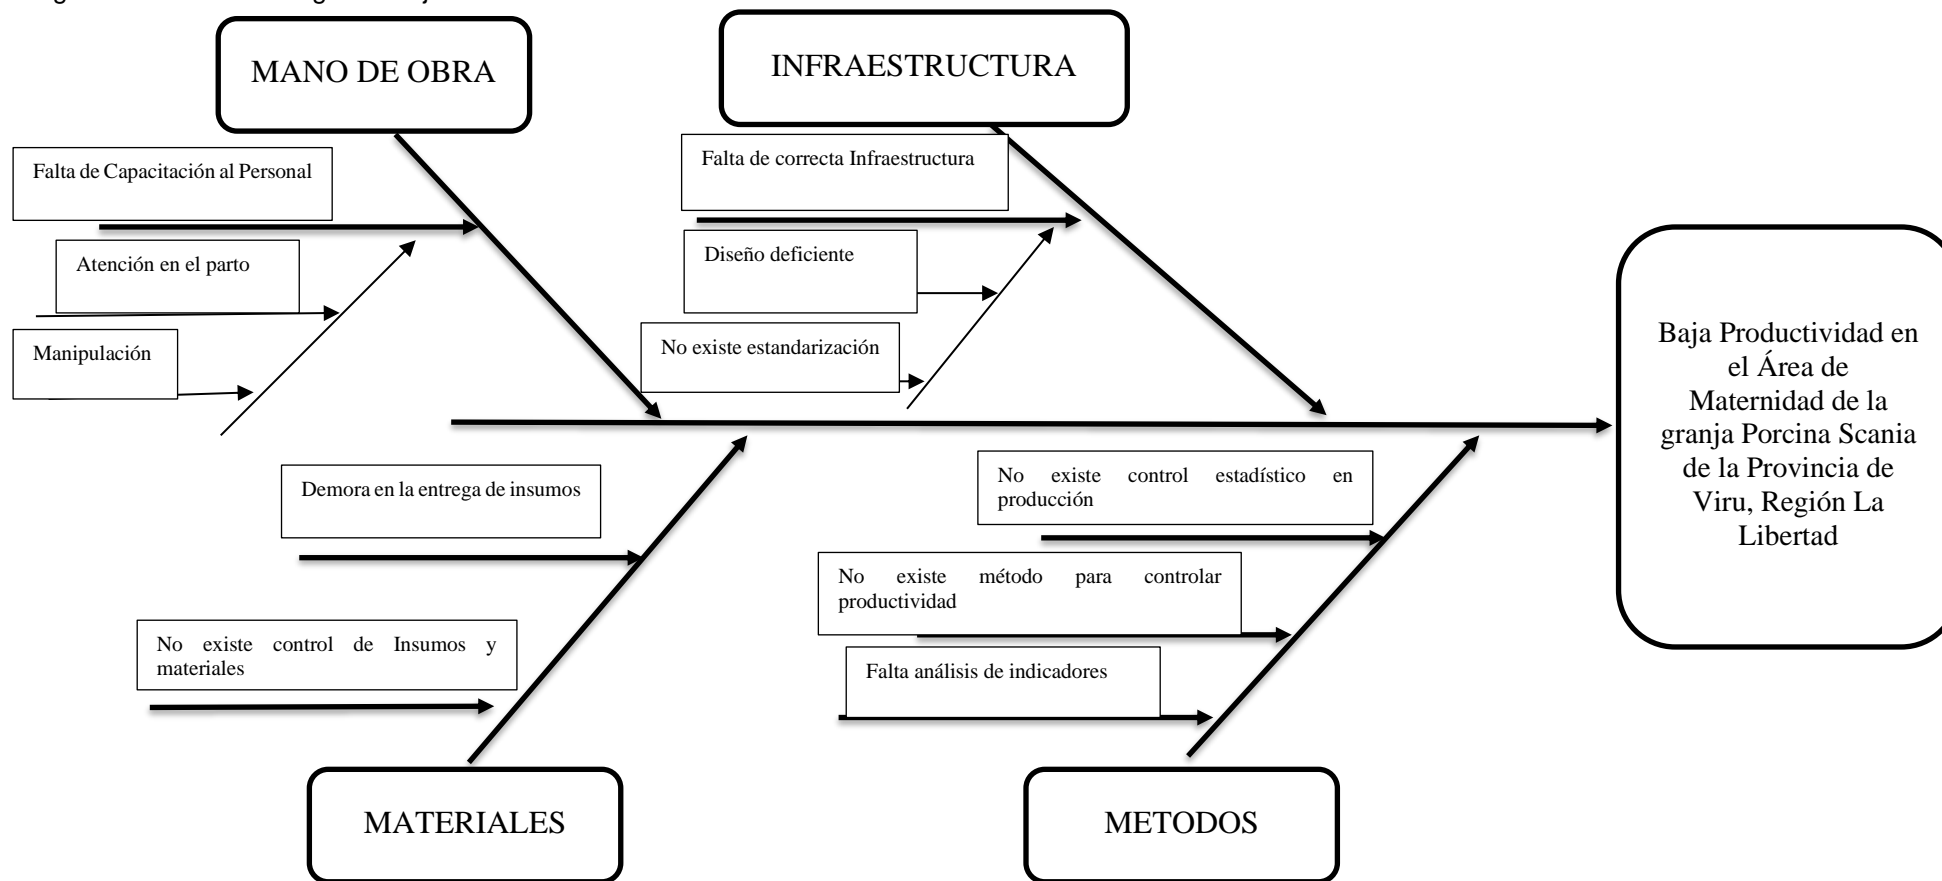 MANO DE OBRA
INFRAESTRUCTURA
Falta de Capacitación al Personal
Atención en el parto
Manipulación
Falta de correcta Infraestructura
Diseño deficiente
No existe estandarización
Baja Productividad en
el Área de
Maternidad de la
granja Porcina Scania
de la Provincia de
Viru, Región La
Libertad
Demora en la entrega de insumos
No existe control de Insumos y
materiales
No existe control estadístico en
producción
No existe método para controlar
productividad
Falta análisis de indicadores
MATERIALES
METODOS